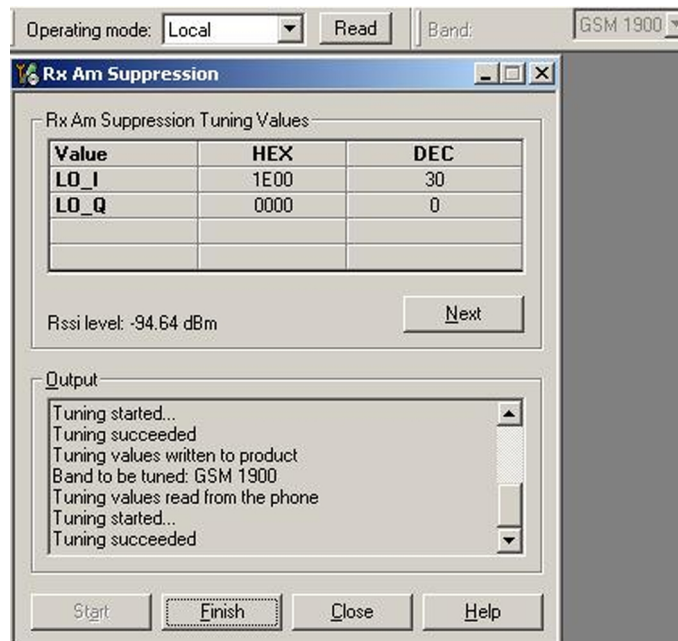 Operating mode: Local Read Band: GSM 1900
Rx Am Suppression
Rx Am Suppression Tuning Values
Value HEX DEC
LO_I 1E00 30
LO_Q 0000 0
Rssi level: -94.64 dBm Next
Output
Tuning started...
Tuning succeeded
Tuning values written to product
Band to be tuned: GSM 1900
Tuning values read from the phone
Tuning started...
Tuning succeeded
Start Finish Close Help